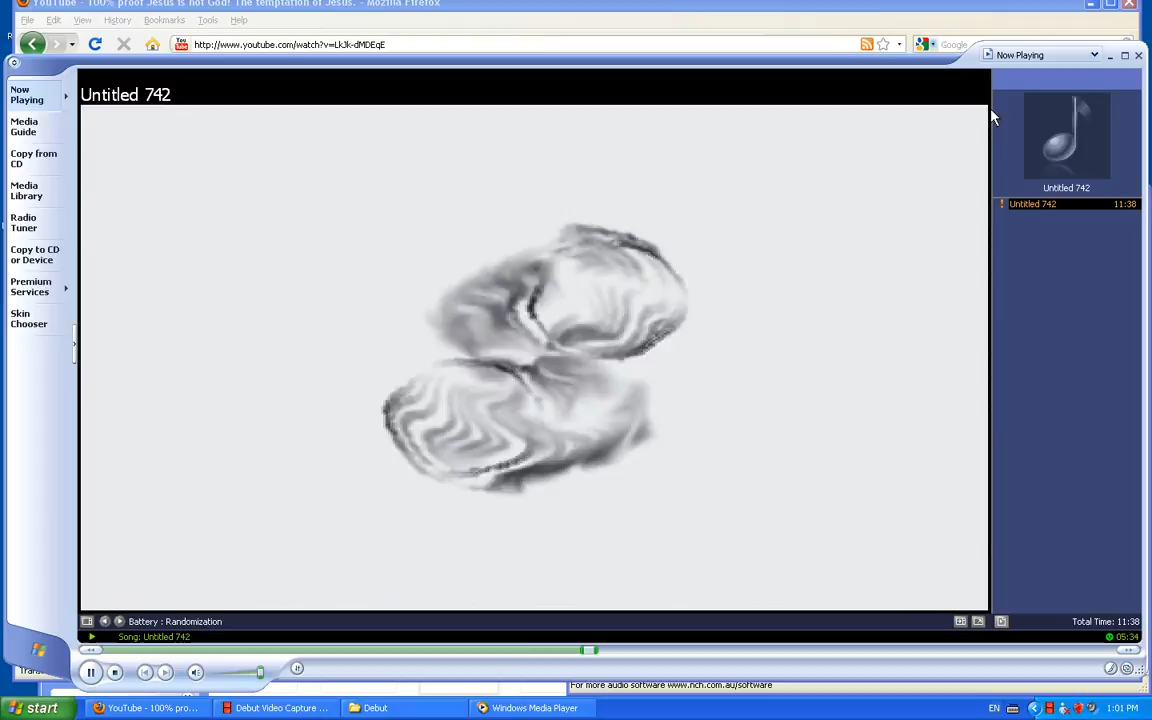 YouTube - 100% proof Jesus is not God! The temptation of Jesus. - Mozilla Firefox
File Edit View History Bookmarks Tools Help
You Tube http://www.youtube.com/watch?v=LkJk-dMDEqE Google
Now Playing
Now Playing
Media Guide
Copy from CD
Media Library
Radio Tuner
Copy to CD or Device
Premium Services
Skin Chooser
Untitled 742
Untitled 742
! Untitled 742 11:38
Battery : Randomization
Total Time: 11:38
Song: Untitled 742
05:34
For more audio software www.nch.com.au/software
start YouTube - 100% pro... Debut Video Capture ... Debut Windows Media Player EN 1:01 PM